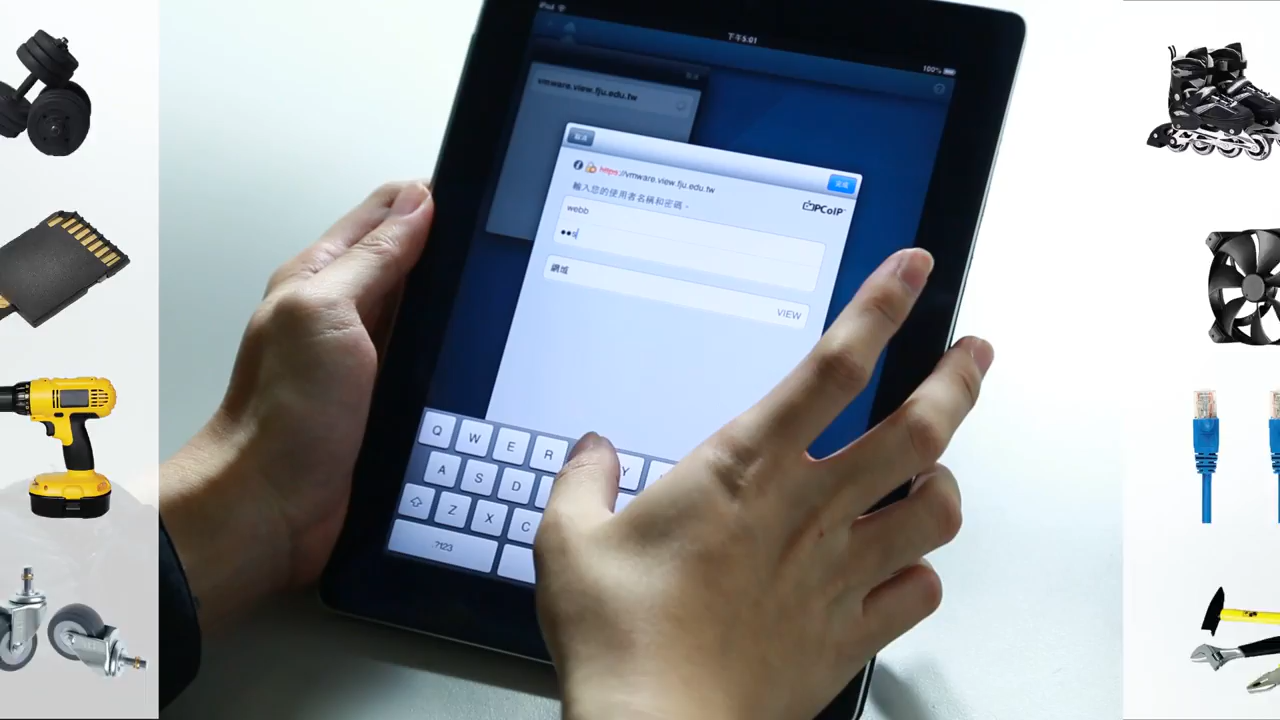 iPad
下午5:01
100%
vmware.view.fju.edu.tw
取消
完成
https://vmware.view.fju.edu.tw
輸入您的使用者名稱和密碼。
PCoIP
webb
••s
網域
VIEW
Q W E R Y
A S D
Z X C
.?123